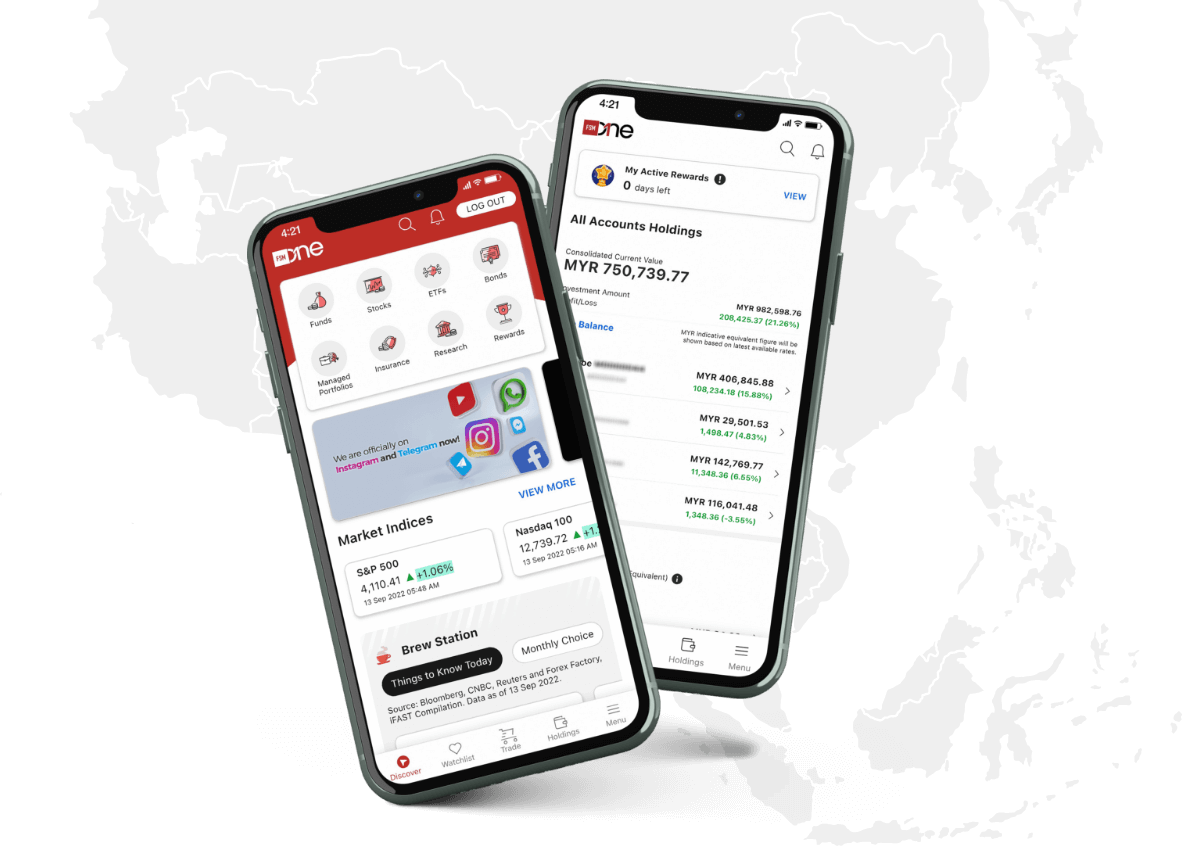 4:21
LOG OUT
FSM One
Funds
Stocks
ETFs
Bonds
Managed
Portfolios
Insurance
Research
Rewards
We are officially on
Instagram and Telegram now!
VIEW MORE
Market Indices
S&P 500
4,110.41 ▲ +1.06%
13 Sep 2022 05:48 AM
Nasdaq 100
12,739.72 ▲ +1.
13 Sep 2022 05:16 AM
Brew Station
Things to Know Today
Monthly Choice
Source: Bloomberg, CNBC, Reuters and Forex Factory,
iFAST Compilation. Data as of 13 Sep 2022.
Discover
Watchlist
Trade
Holdings
Menu
4:21
FSM One
My Active Rewards
0 days left
VIEW
All Accounts Holdings
Consolidated Current Value
MYR 750,739.77
nvestment Amount
MYR 982,598.76
fit/Loss
208,425.37 (21.26%)
Balance
MYR indicative equivalent figure will be
shown based on latest available rates.
be
MYR 406,845.88
108,234.18 (15.88%)
MYR 29,501.53
1,498.47 (4.83%)
MYR 142,769.77
11,348.36 (6.55%)
MYR 116,041.48
1,348.36 (-3.55%)
Equivalent)
Holdings
Menu